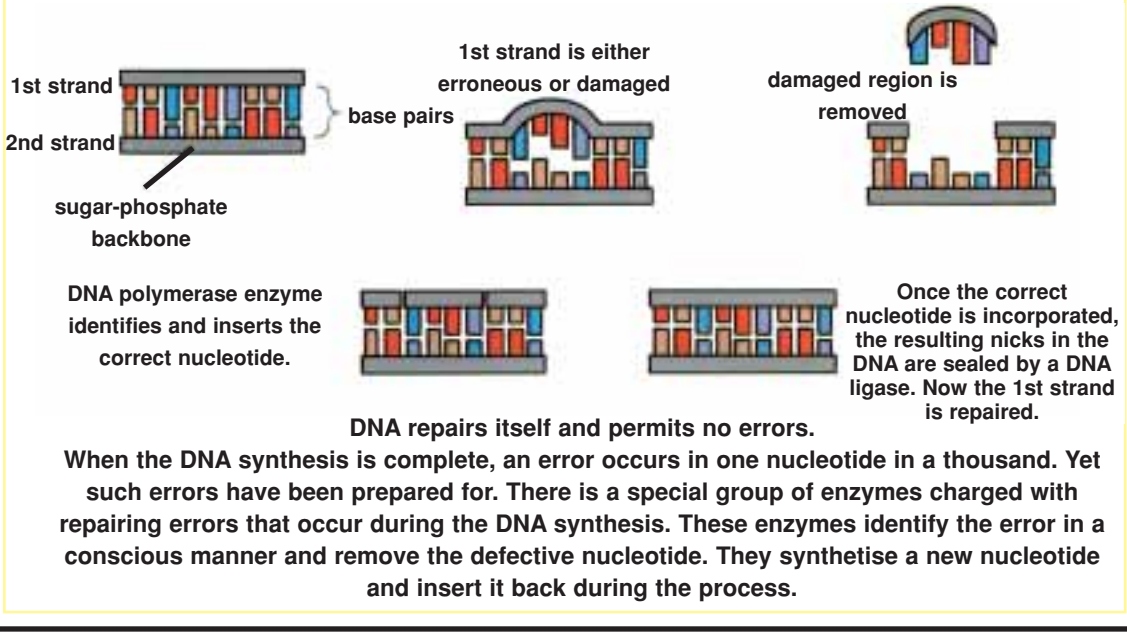 1st strand
2nd strand
base pairs
sugar-phosphate
backbone
1st strand is either
erroneous or damaged
damaged region is
removed
DNA polymerase enzyme
identifies and inserts the
correct nucleotide.
Once the correct
nucleotide is incorporated,
the resulting nicks in the
DNA are sealed by a DNA
ligase. Now the 1st strand
is repaired.
DNA repairs itself and permits no errors.
When the DNA synthesis is complete, an error occurs in one nucleotide in a thousand. Yet
such errors have been prepared for. There is a special group of enzymes charged with
repairing errors that occur during the DNA synthesis. These enzymes identify the error in a
conscious manner and remove the defective nucleotide. They synthetise a new nucleotide
and insert it back during the process.